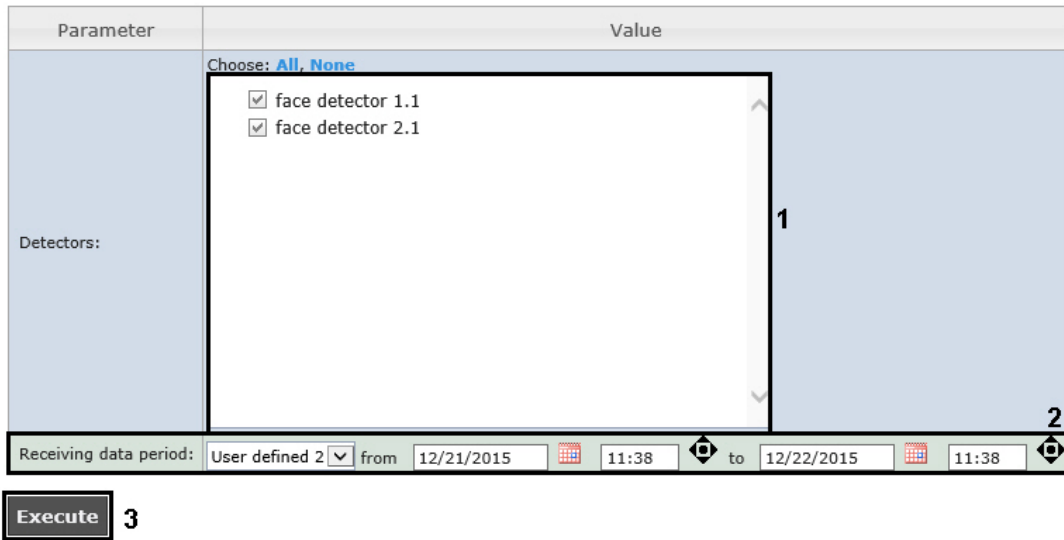 Parameter Value
Choose: All, None
face detector 1.1
face detector 2.1
1
Detectors:
2
Receiving data period: User defined 2 from 12/21/2015 11:38 to 12/22/2015 11:38
Execute 3